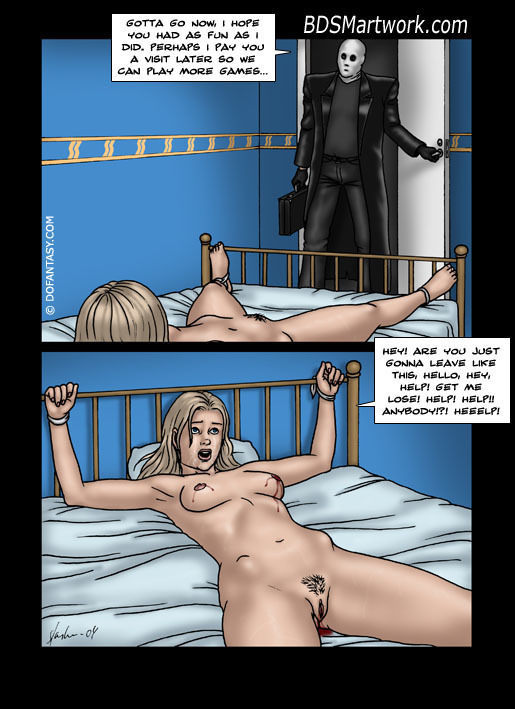 BDSMartwork.com
GOTTA GO NOW, I HOPE
YOU HAD AS FUN AS I
DID. PERHAPS I PAY YOU
A VISIT LATER SO WE
CAN PLAY MORE GAMES...
© DOFANTASY.COM
HEY! ARE YOU JUST
GONNA LEAVE LIKE
THIS, HELLO, HEY,
HELP! GET ME
LOSE! HELP! HELP!!
ANYBODY!?! HEEELP!